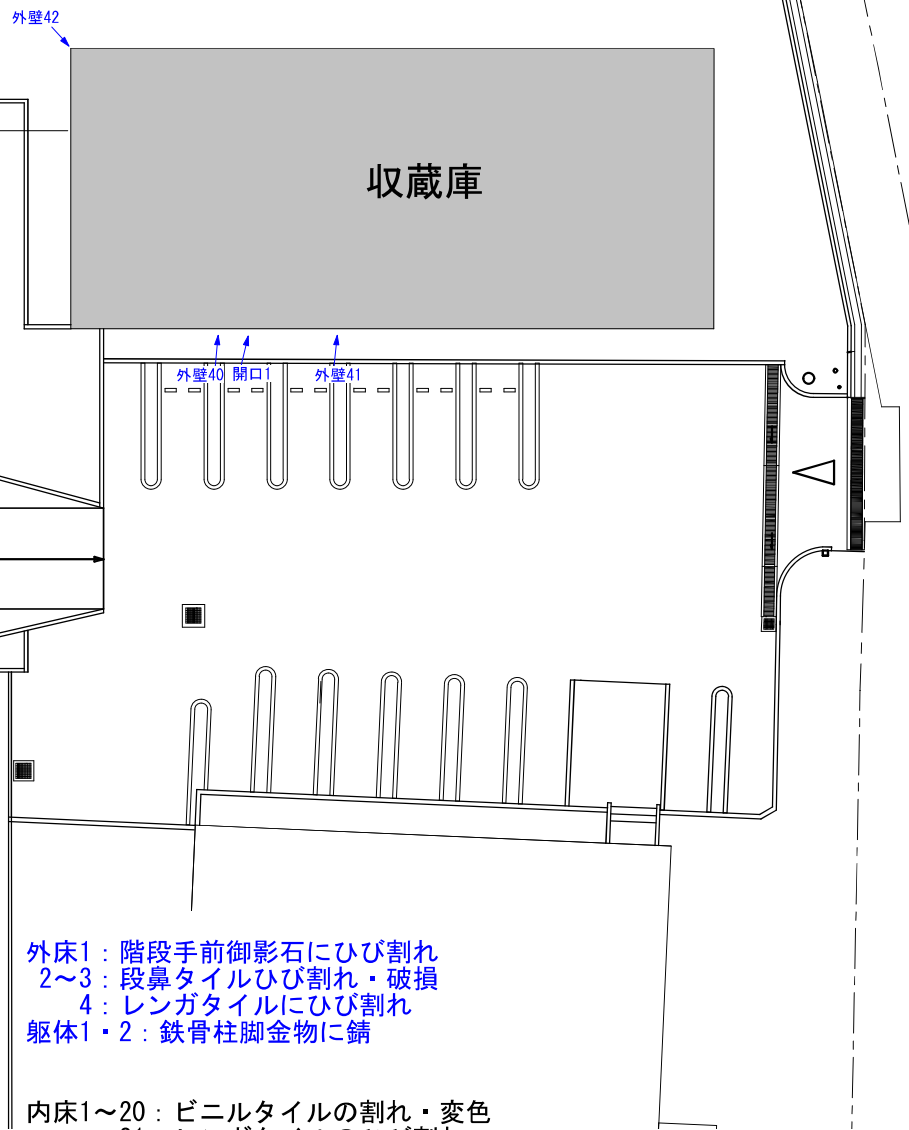 外壁42
収蔵庫
外壁40 開口1 外壁41
外床1：階段手前御影石にひび割れ
2～3：段鼻タイルひび割れ・破損
4：レンガタイルにひび割れ
躯体1・2：鉄骨柱脚金物に錆
内床1～20：ビニルタイルの割れ・変色